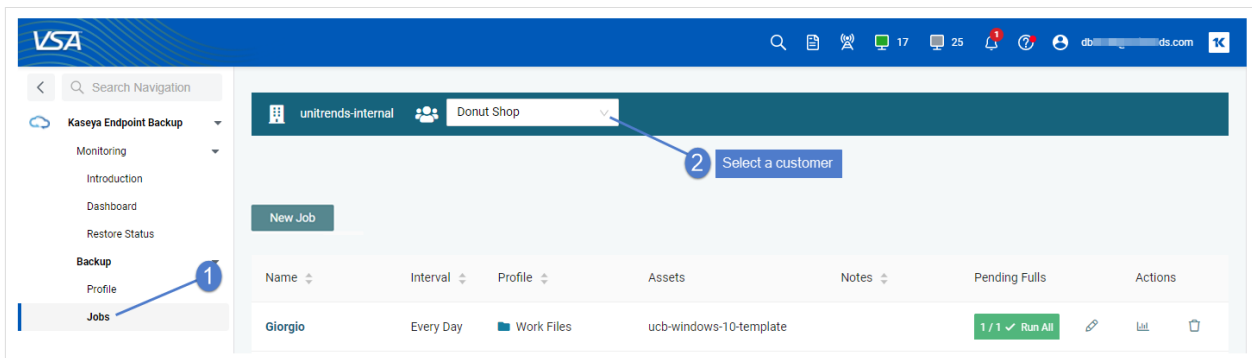 VSA
17
25
1
db
ds.com
1K
Search Navigation
unitrends-internal
Donut Shop
Kaseya Endpoint Backup
Monitoring
2 Select a customer
Introduction
Dashboard
New Job
Restore Status
Backup
1
Name Interval Profile Assets Notes Pending Fulls Actions
Profile
Jobs
Giorgio Every Day Work Files ucb-windows-10-template 1 / 1 ✓ Run All